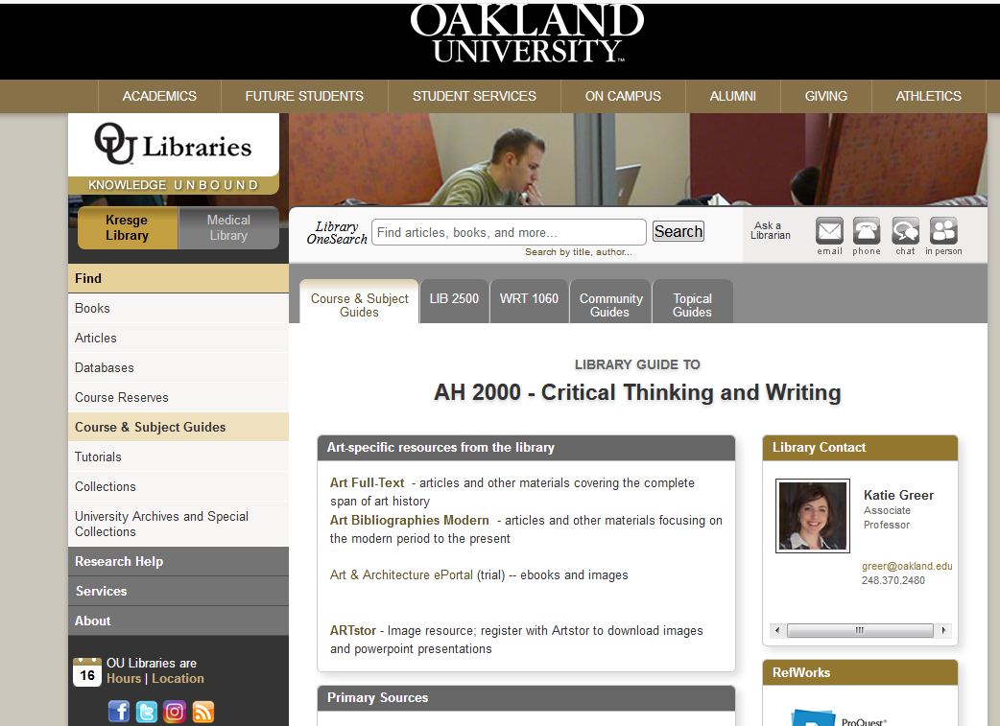 OAKLAND
UNIVERSITY™
ACADEMICS
FUTURE STUDENTS
STUDENT SERVICES
ON CAMPUS
ALUMNI
GIVING
ATHLETICS
OU Libraries
KNOWLEDGE UNBOUND
Kresge
Library
Medical
Library
Library
OneSearch
Find articles, books, and more...
Search
Search by title, author...
Ask a
Librarian
email
phone
chat
in person
Find
Books
Articles
Databases
Course Reserves
Course & Subject Guides
Tutorials
Collections
University Archives and Special
Collections
Research Help
Services
About
16
OU Libraries are
Hours | Location
Course & Subject
Guides
LIB 2500
WRT 1060
Community
Guides
Topical
Guides
LIBRARY GUIDE TO
AH 2000 - Critical Thinking and Writing
Art-specific resources from the library
Art Full-Text - articles and other materials covering the complete
span of art history
Art Bibliographies Modern - articles and other materials focusing on
the modern period to the present
Art & Architecture ePortal (trial) -- ebooks and images
ARTstor - Image resource; register with Artstor to download images
and powerpoint presentations
Primary Sources
Library Contact
Katie Greer
Associate
Professor
greer@oakland.edu
248.370.2480
RefWorks
ProQuest®